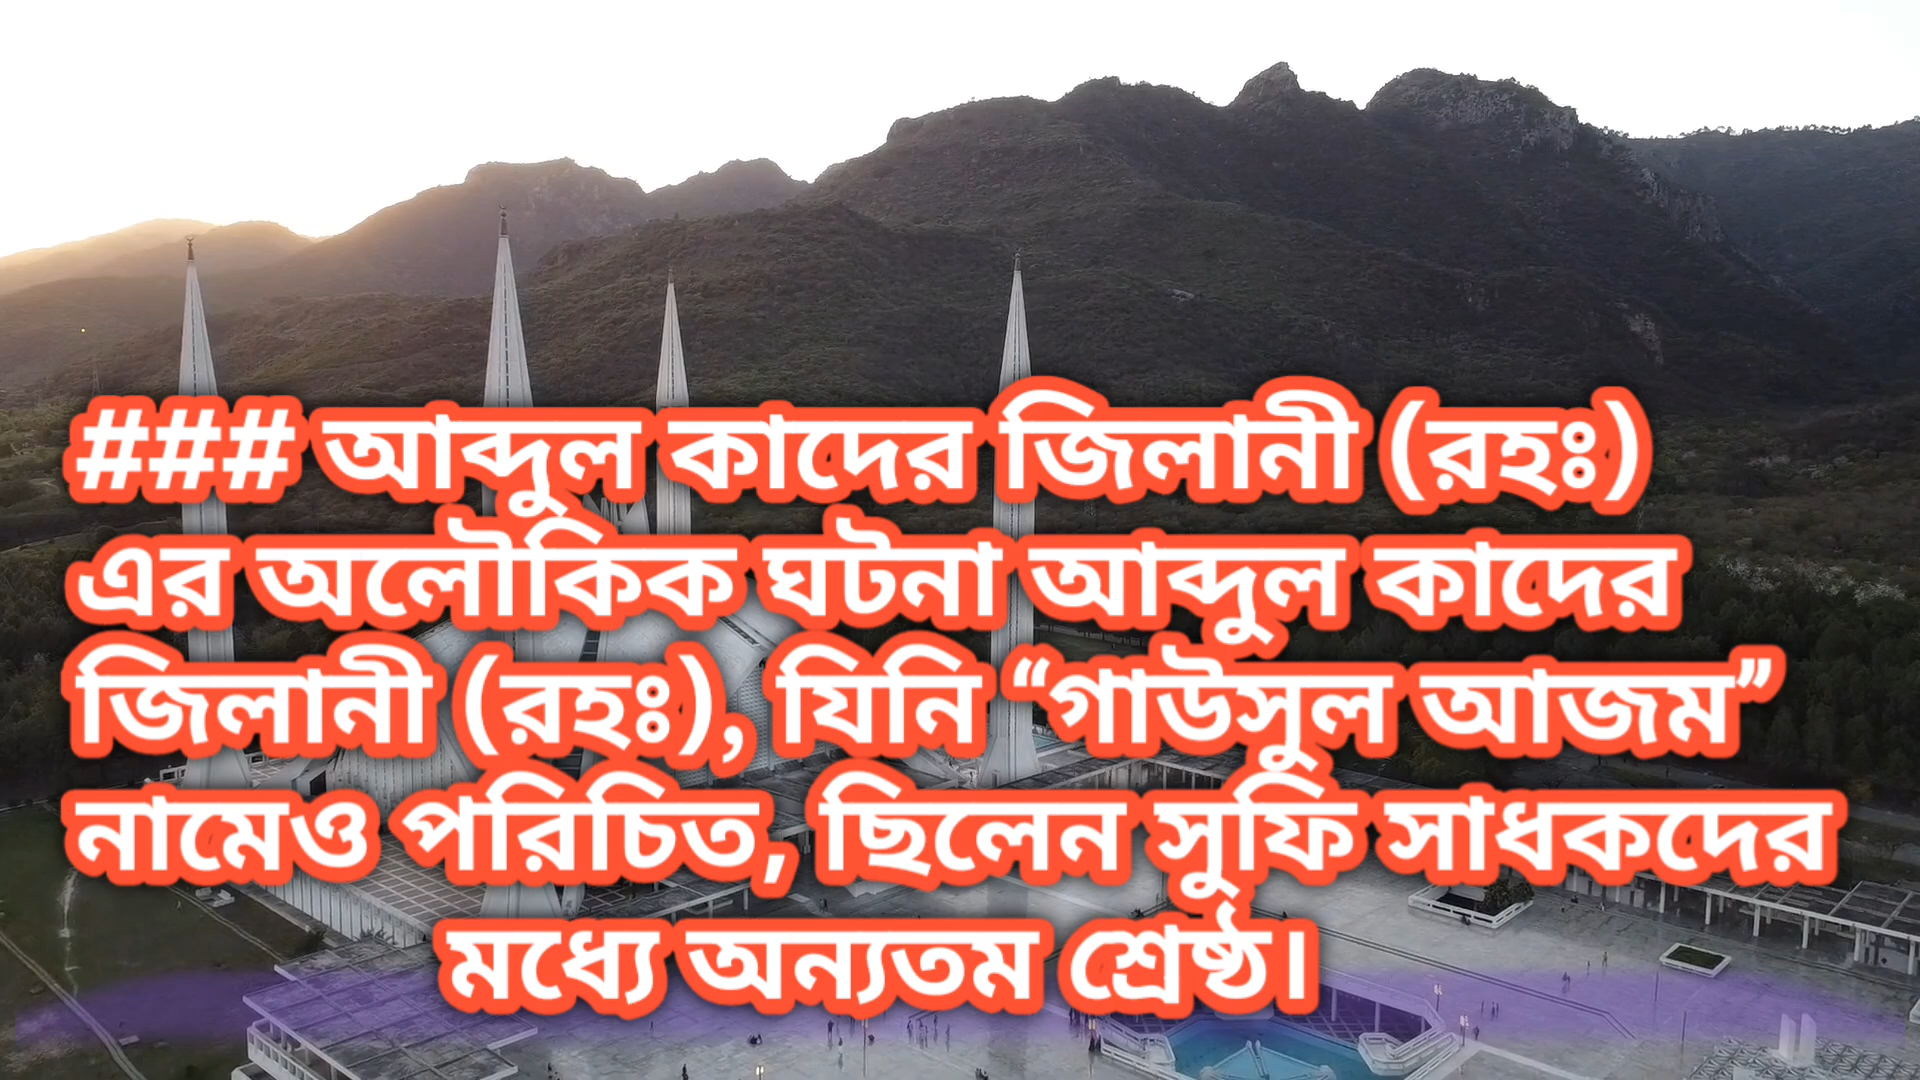 ### আব্দুল কাদের জিলানী (রহঃ)
এর অলৌকিক ঘটনা আব্দুল কাদের
জিলানী (রহঃ), যিনি “গাউসুল আজম”
নামেও পরিচিত, ছিলেন সুফি সাধকদের
মধ্যে অন্যতম শ্রেষ্ঠ।